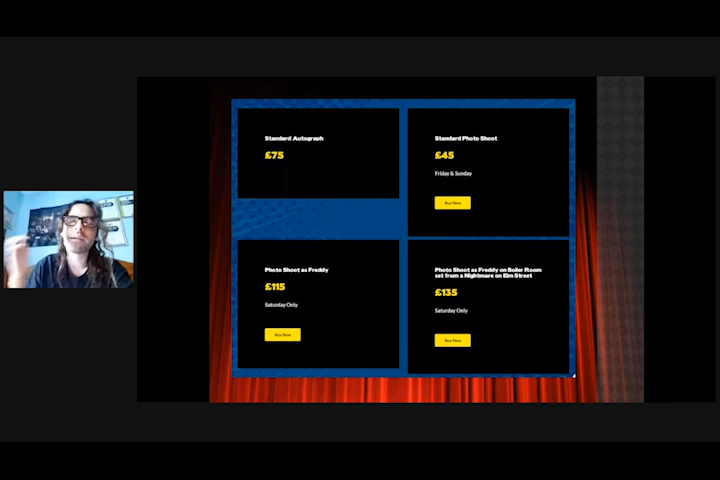 Standard Autograph
£75
Standard Photo Shoot
£45
Friday & Sunday
Buy Now
Photo Shoot as Freddy
£115
Saturday Only
Buy Now
Photo Shoot as Freddy on Boiler Room
set from a Nightmare on Elm Street
£135
Saturday Only
Buy Now